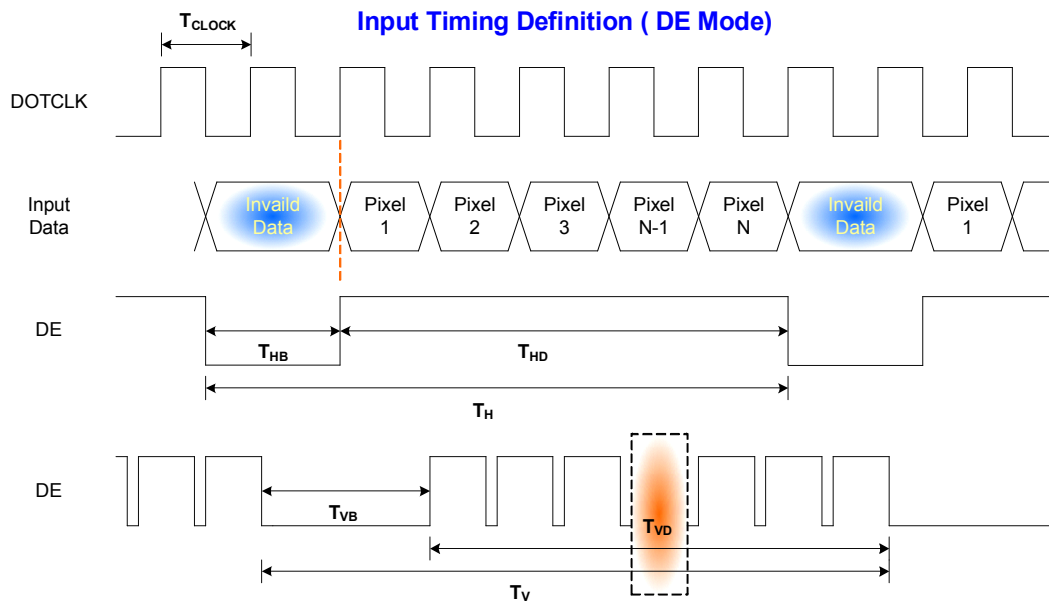 Input Timing Definition ( DE Mode)
TCLOCK
DOTCLK
Input
Data
Invaild
Data
Pixel
1
Pixel
2
Pixel
3
Pixel
N-1
Pixel
N
Invaild
Data
Pixel
1
DE
THB
THD
TH
DE
TVB
TVD
TV